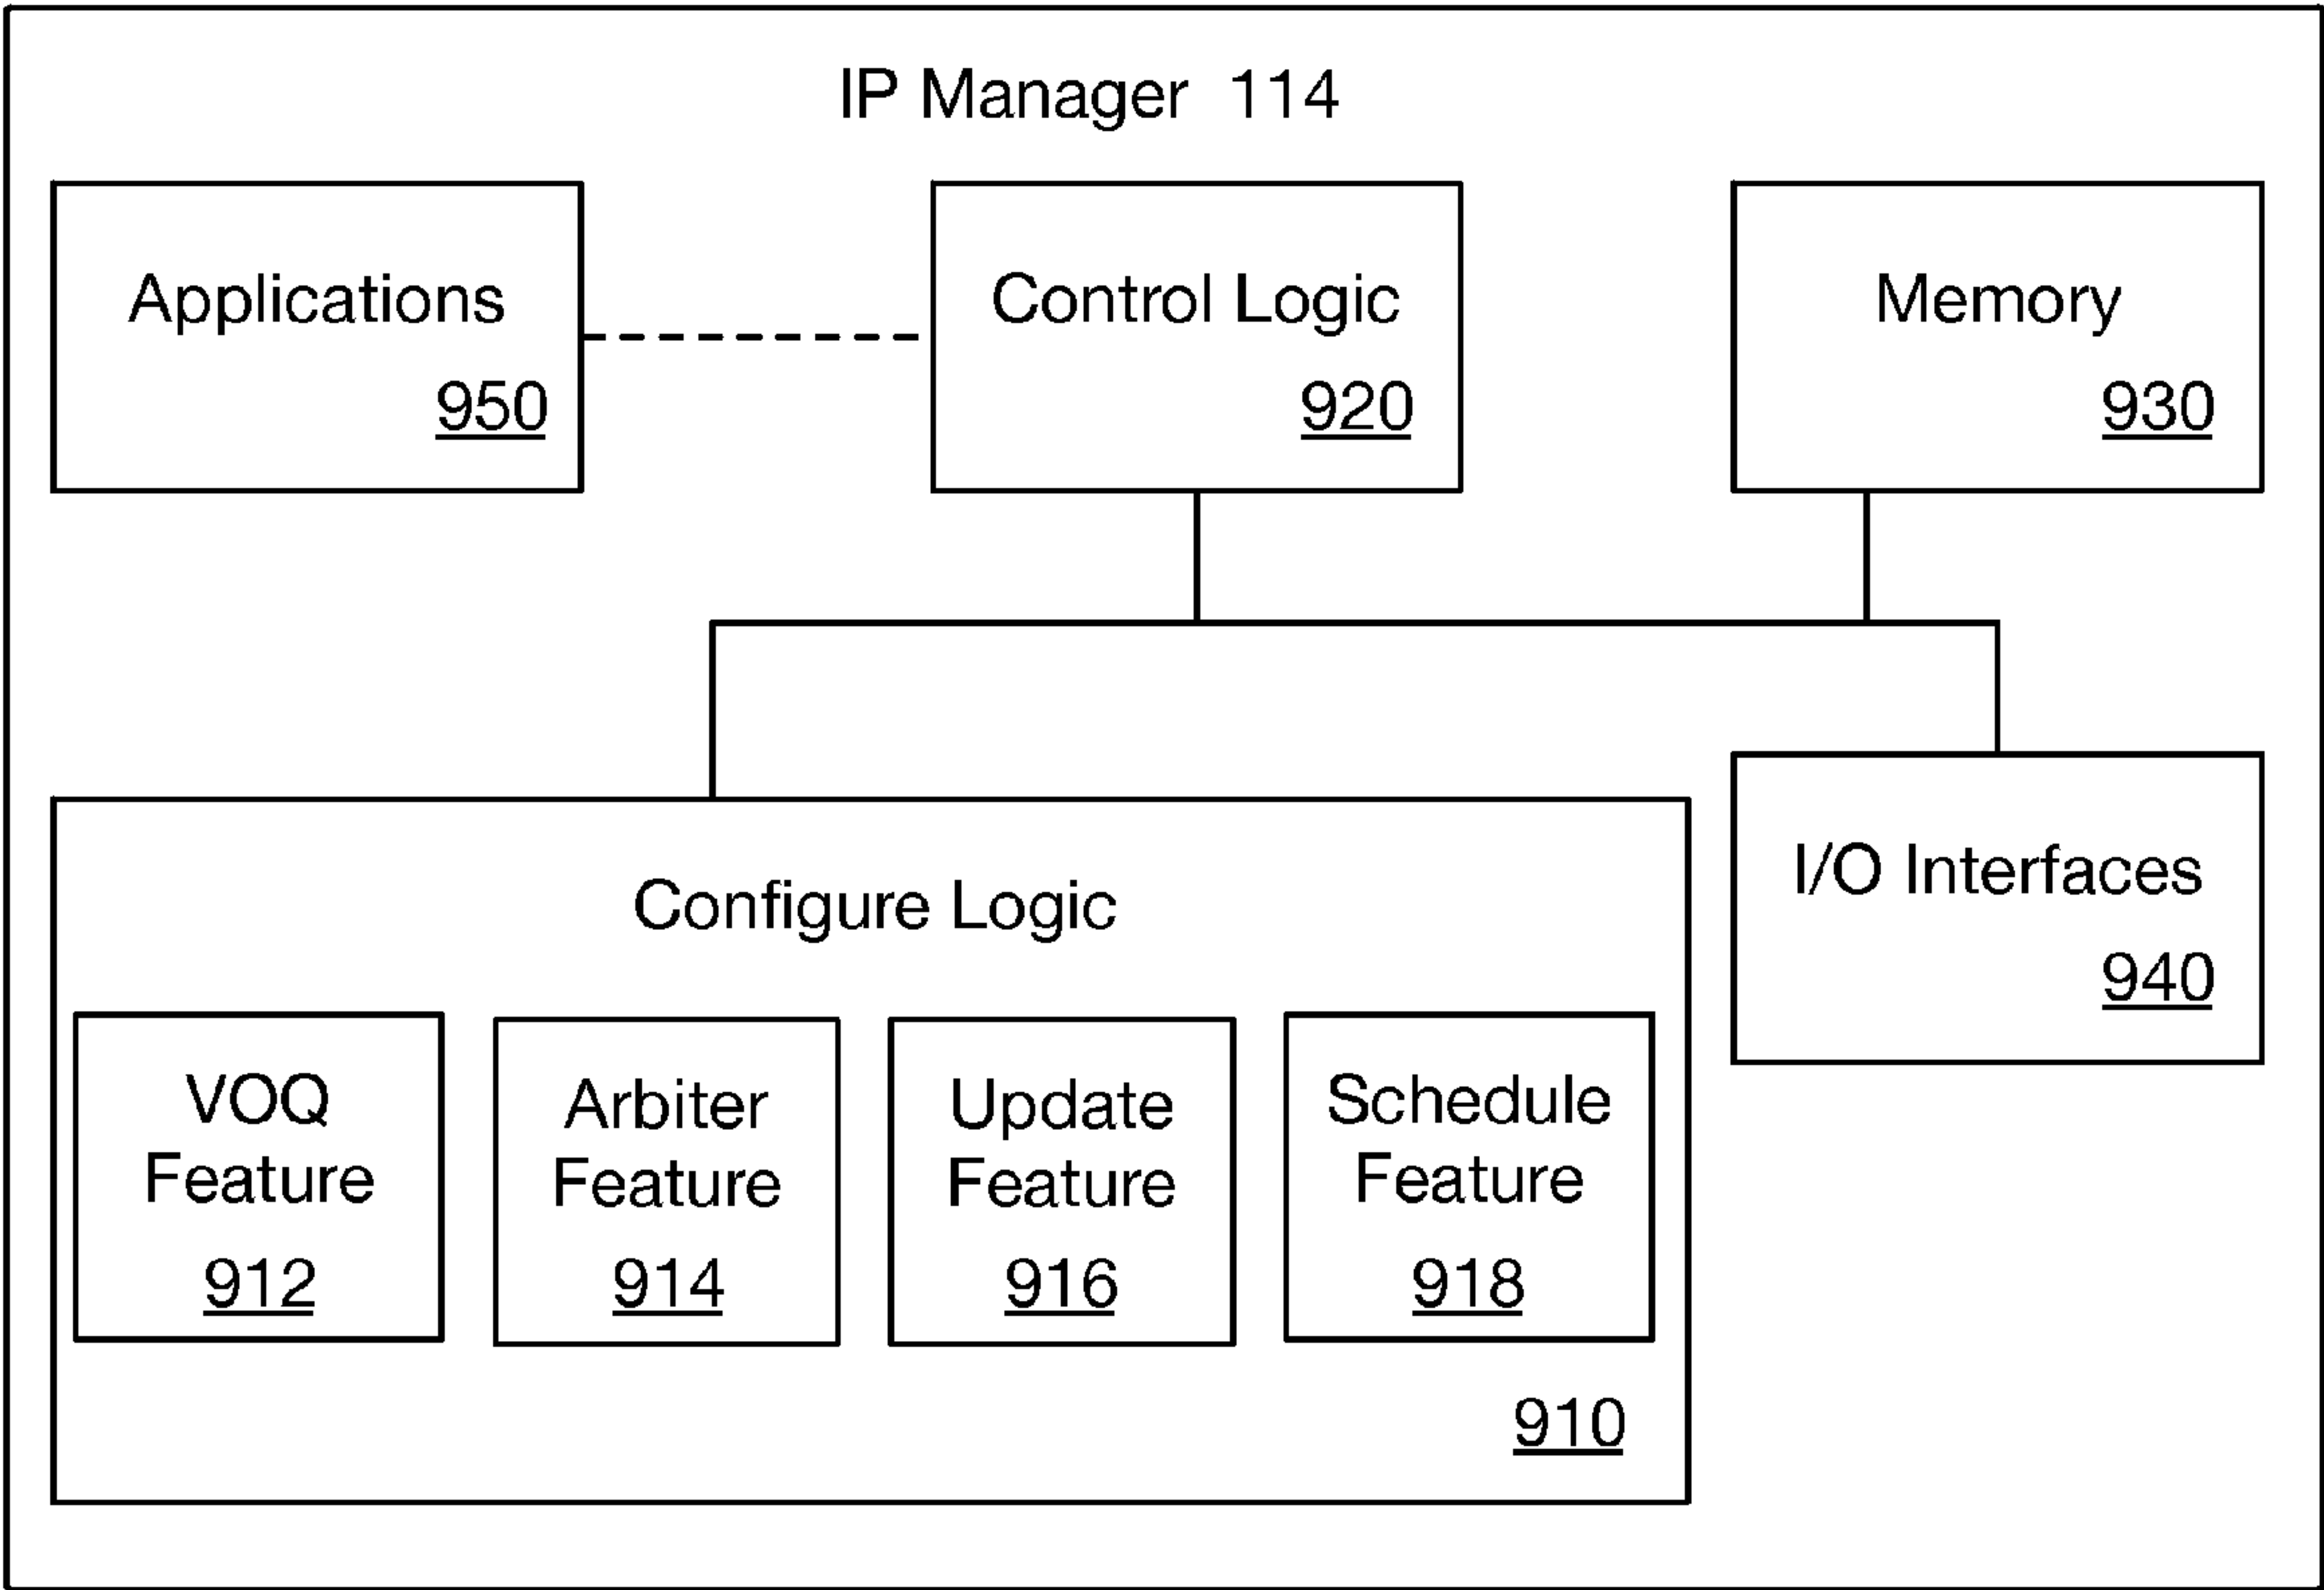 IP Manager 114
Applications
950
Control Logic
920
Memory
930
Configure Logic
VOQ
Feature
912
Arbiter
Feature
914
Update
Feature
916
Schedule
Feature
918
910
I/O Interfaces
940